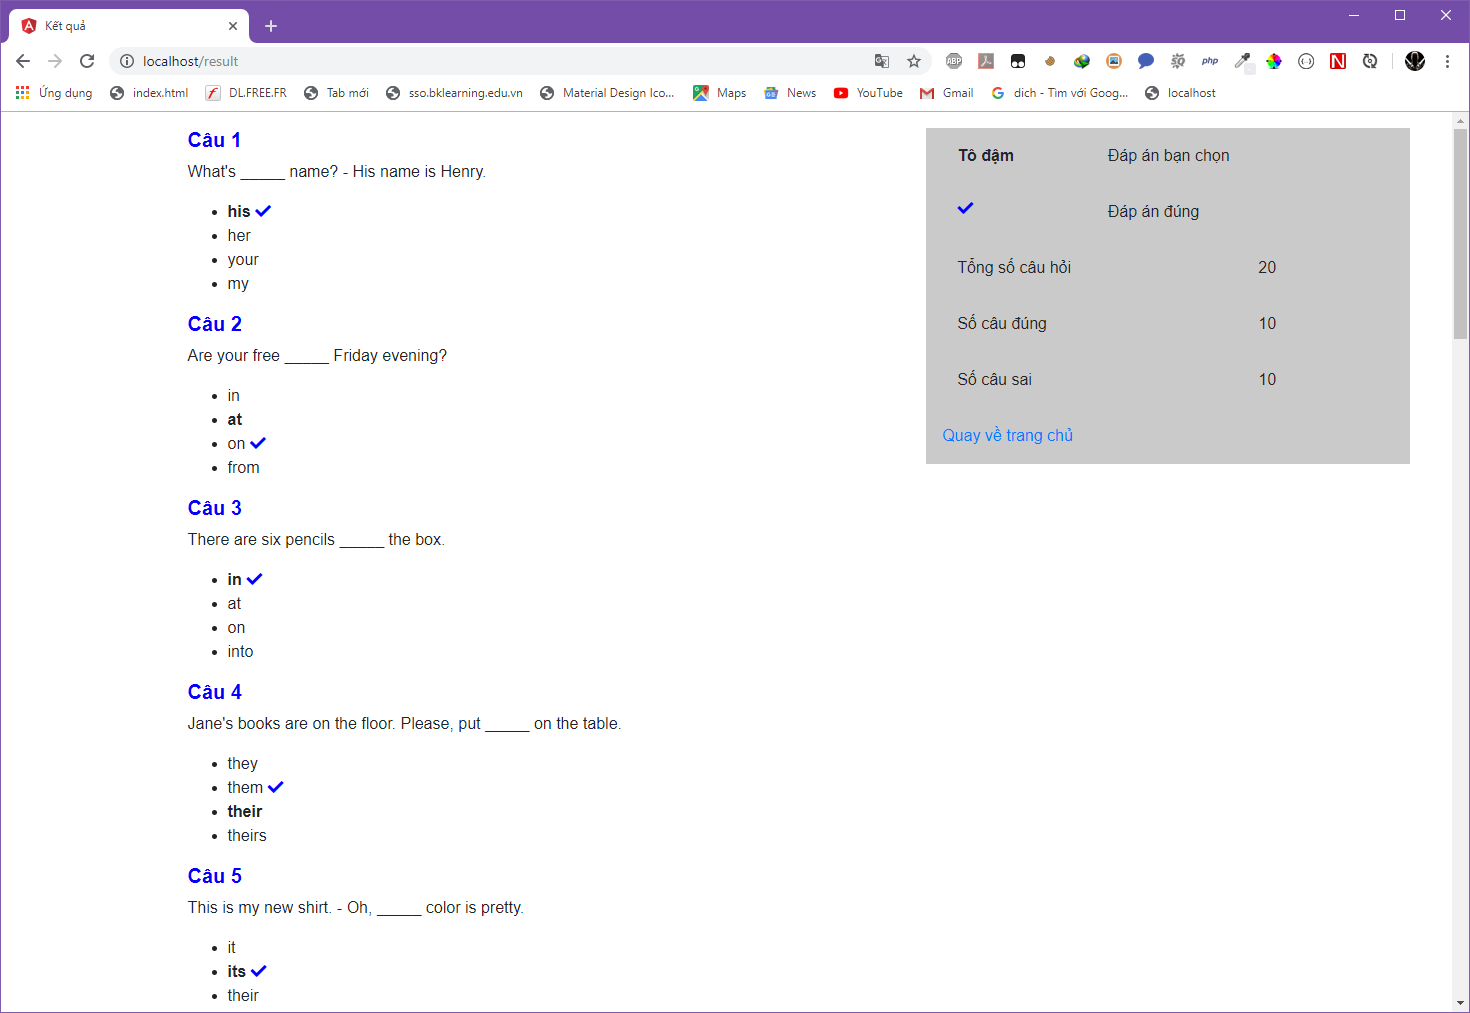 Kết quả
localhost/result
ABP
php
Ứng dụng
index.html
DL.FREE.FR
Tab mới
sso.bklearning.edu.vn
Material Design Ico...
Maps
News
YouTube
Gmail
dich - Tìm với Goog...
localhost
Câu 1
What's _____ name? - His name is Henry.
his
her
your
my
Câu 2
Are your free _____ Friday evening?
in
at
on
from
Câu 3
There are six pencils _____ the box.
in
at
on
into
Câu 4
Jane's books are on the floor. Please, put _____ on the table.
they
them
their
theirs
Câu 5
This is my new shirt. - Oh, _____ color is pretty.
it
its
their
Tô đậm
Đáp án bạn chọn
Đáp án đúng
Tổng số câu hỏi
20
Số câu đúng
10
Số câu sai
10
Quay về trang chủ